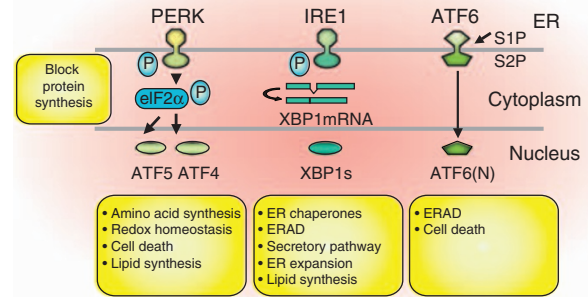 PERK
IRE1
ATF6
ER
S1P
S2P
P
P
Block
protein
synthesis
eIF2α
P
Cytoplasm
XBP1mRNA
Nucleus
ATF5 ATF4
XBP1s
ATF6(N)
• Amino acid synthesis
• Redox homeostasis
• Cell death
• Lipid synthesis
• ER chaperones
• ERAD
• Secretory pathway
• ER expansion
• Lipid synthesis
• ERAD
• Cell death